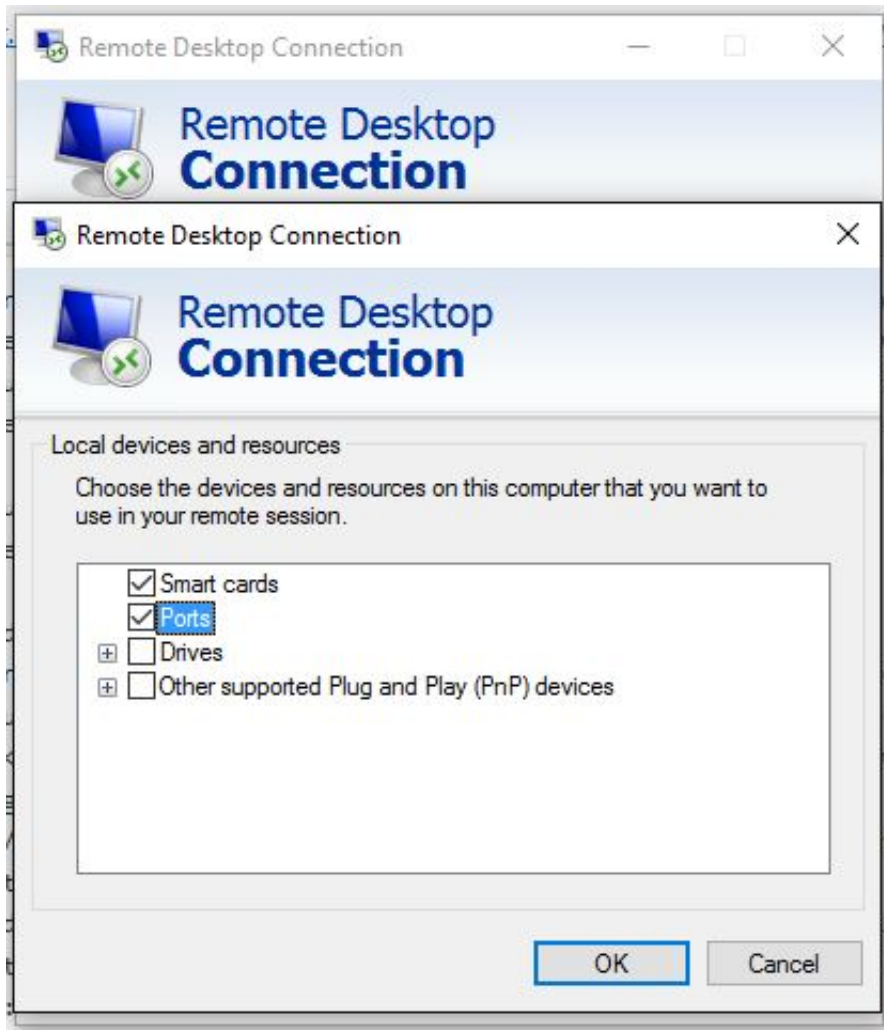 Remote Desktop Connection
Remote Desktop
Connection
Remote Desktop Connection
Remote Desktop
Connection
Local devices and resources
Choose the devices and resources on this computer that you want to
use in your remote session.
Smart cards
Ports
Drives
Other supported Plug and Play (PnP) devices
OK Cancel